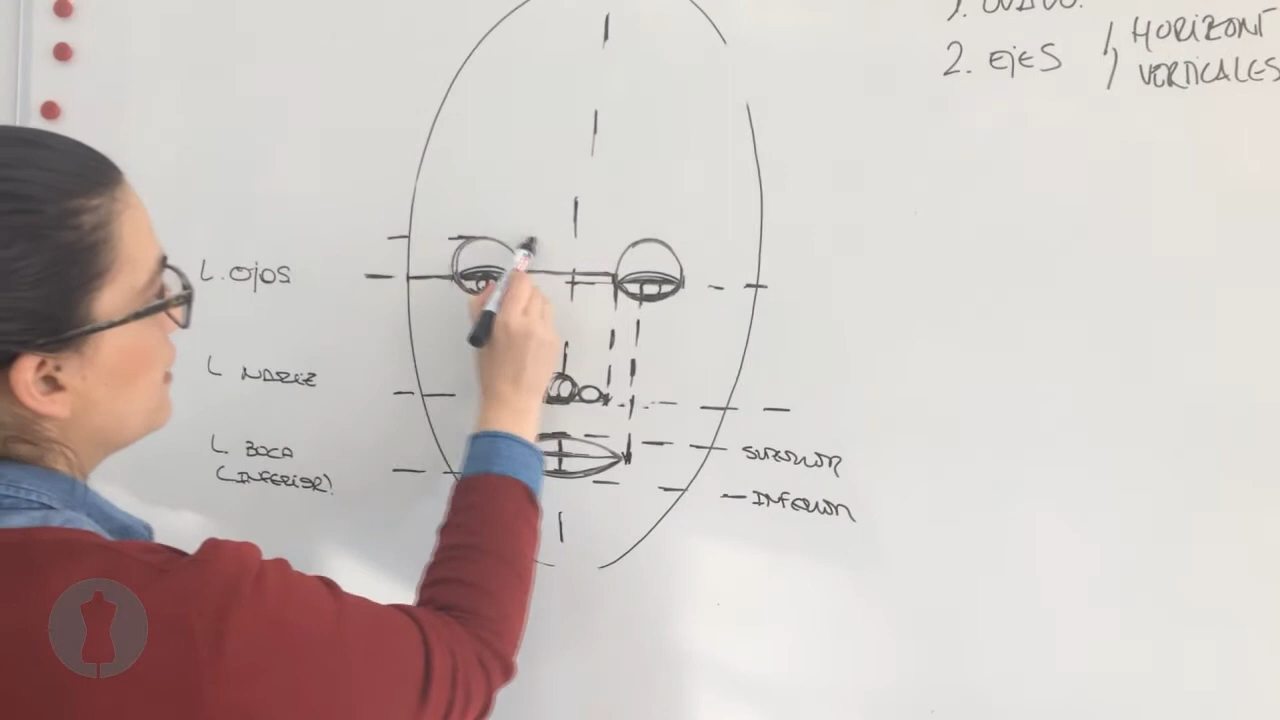 2. EJES
HORIZONT
VERTICALES
L. OJOS
L NARIZ
L. BOCA
(INFERIOR).
SUPERIOR
INFERIOR